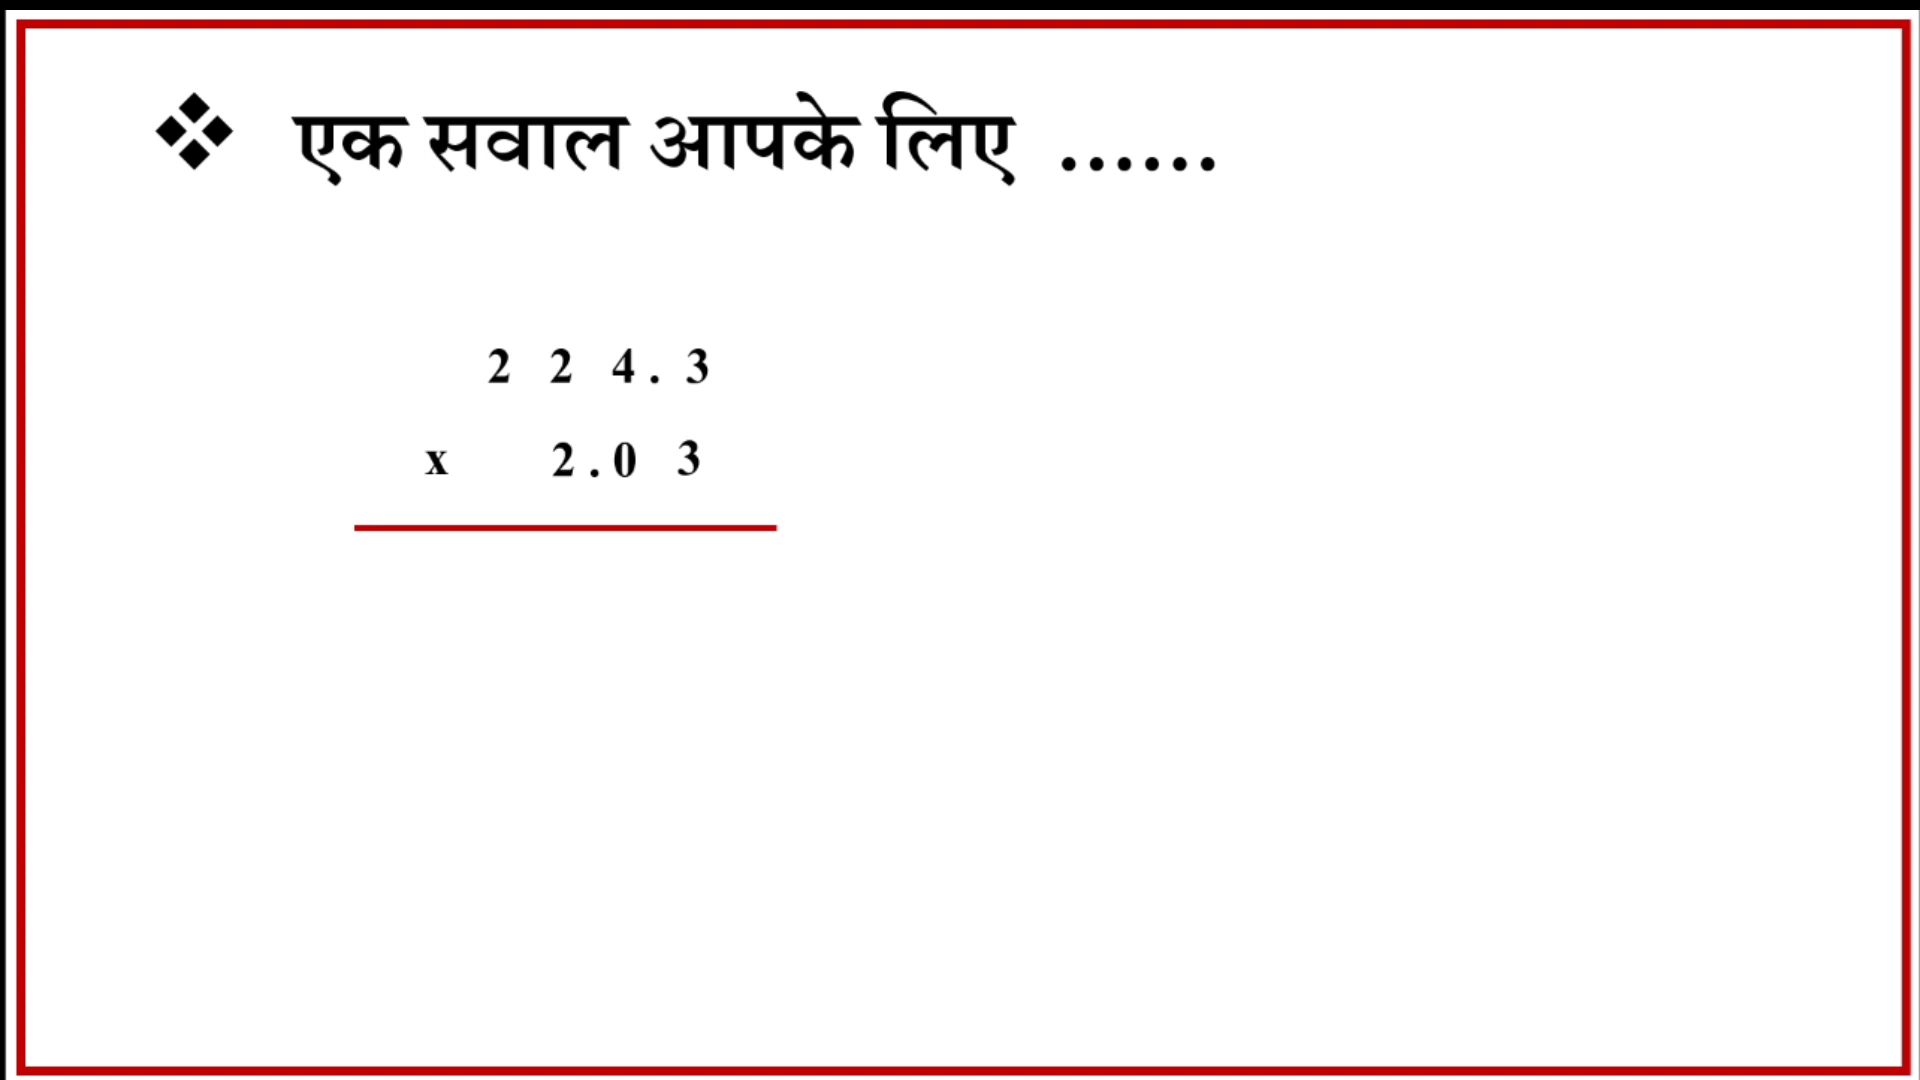 ❖ एक सवाल आपके लिए ......
2 2 4 . 3
x 2 . 0 3